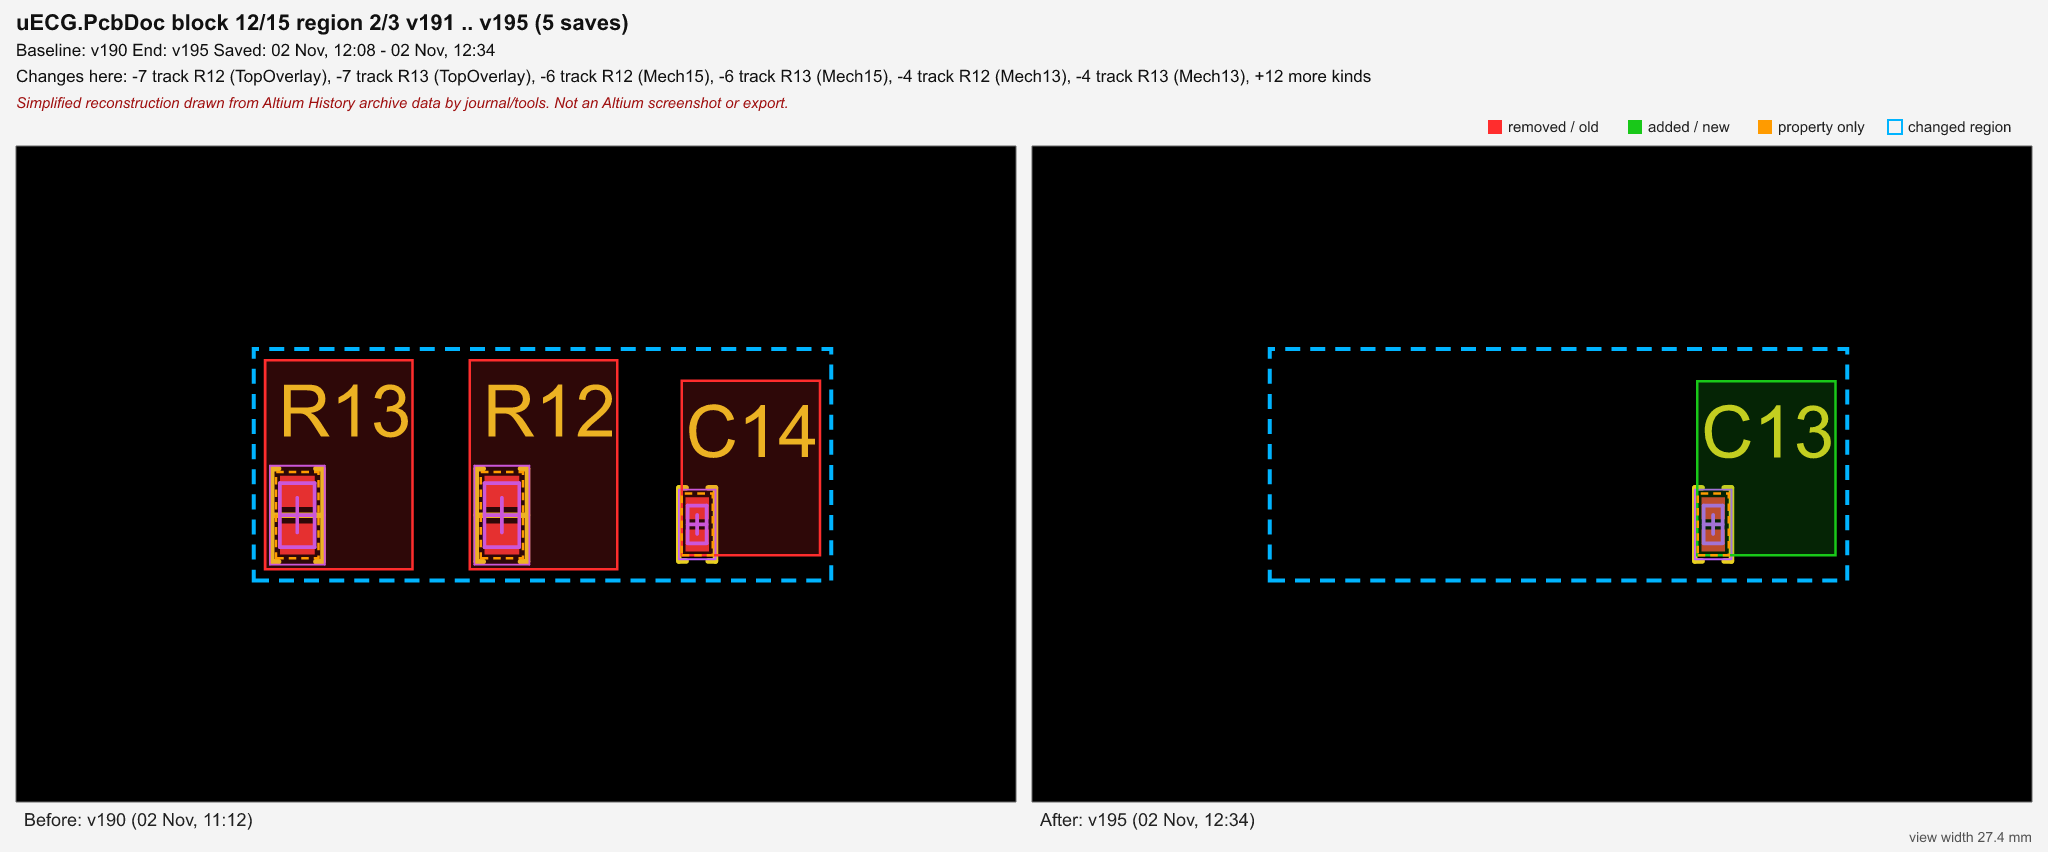 uECG.PcbDoc block 12/15 region 2/3 v191 .. v195 (5 saves)
Baseline: v190 End: v195 Saved: 02 Nov, 12:08 - 02 Nov, 12:34
Changes here: -7 track R12 (TopOverlay), -7 track R13 (TopOverlay), -6 track R12 (Mech15), -6 track R13 (Mech15), -4 track R12 (Mech13), -4 track R13 (Mech13), +12 more kinds
Simplified reconstruction drawn from Altium History archive data by journal/tools. Not an Altium screenshot or export.
removed / old added / new property only changed region
R13 R12 C14 C13
Before: v190 (02 Nov, 11:12) After: v195 (02 Nov, 12:34)
view width 27.4 mm